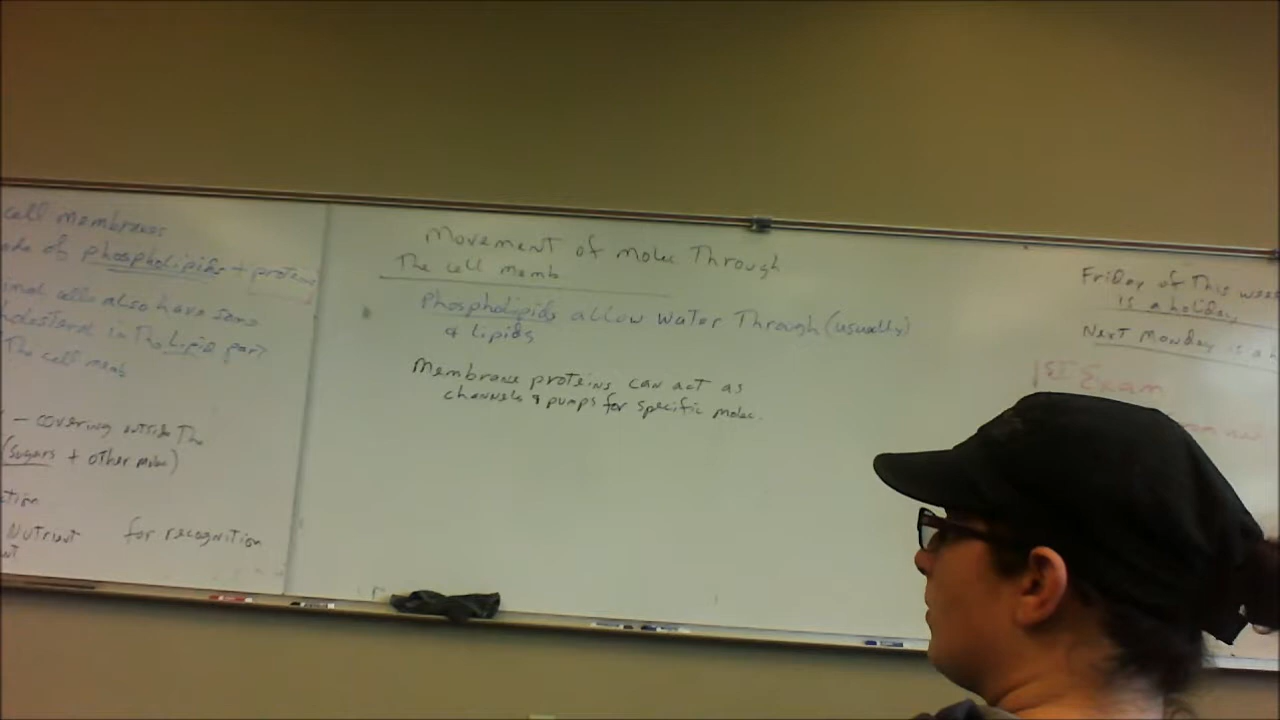 cell membranes
of phospholipids + proteins
cells also have some
in The Lipid part
The cell memb
- covering outside The
(sugars + other molec)
Nutrient for recognition
Movement of molec Through
The cell memb
Phospholipids allow water Through (usually)
& lipids
Membrane proteins can act as
channels & pumps for specific molec.
Friday of This week
is a holiday
Next Monday is a
1st Exam